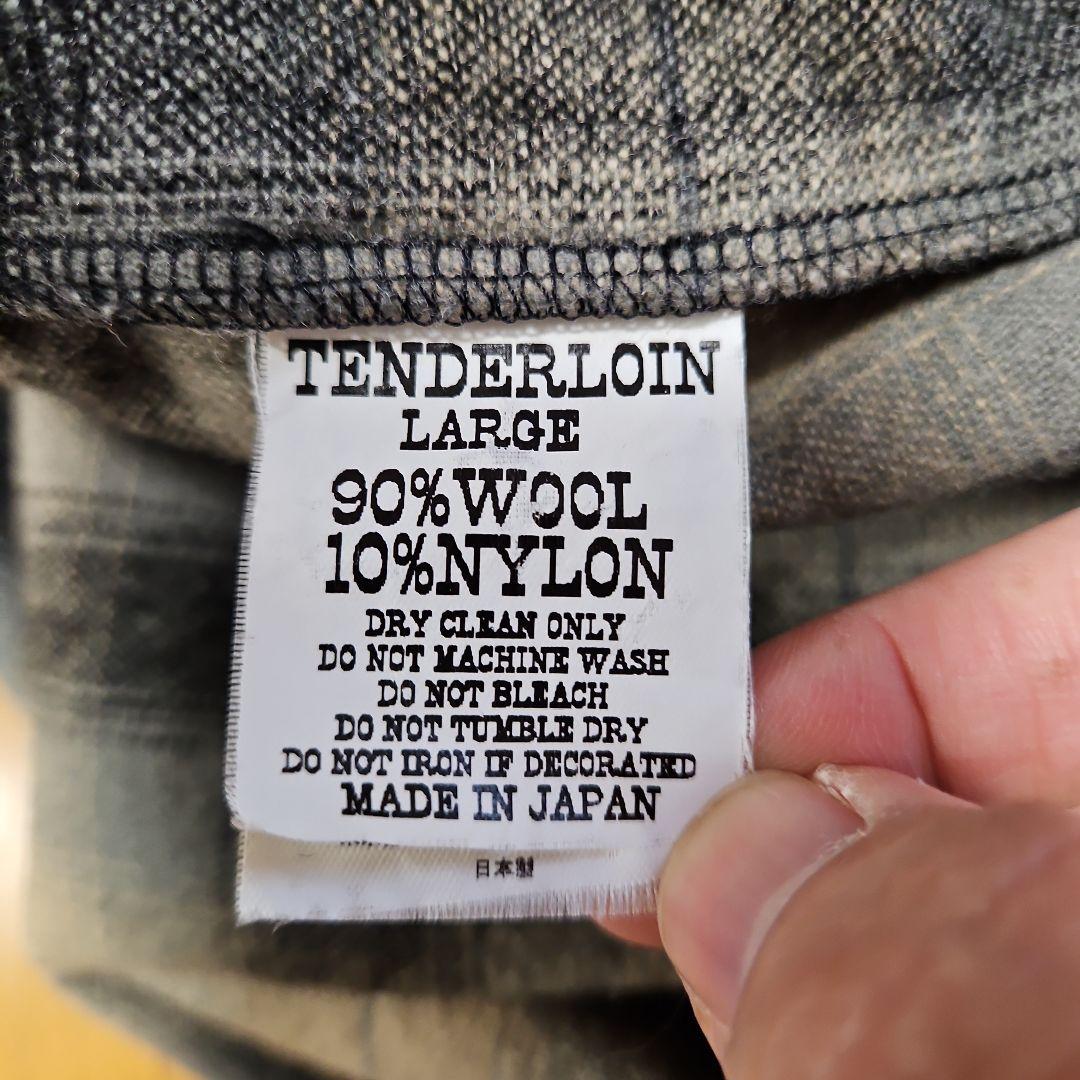 TENDERLOIN
LARGE
90%WOOL
10%NYLON
DRY CLEAN ONLY
DO NOT MACHINE WASH
DO NOT BLEACH
DO NOT TUMBLE DRY
DO NOT IRON IF DECORATED
MADE IN JAPAN
日本製